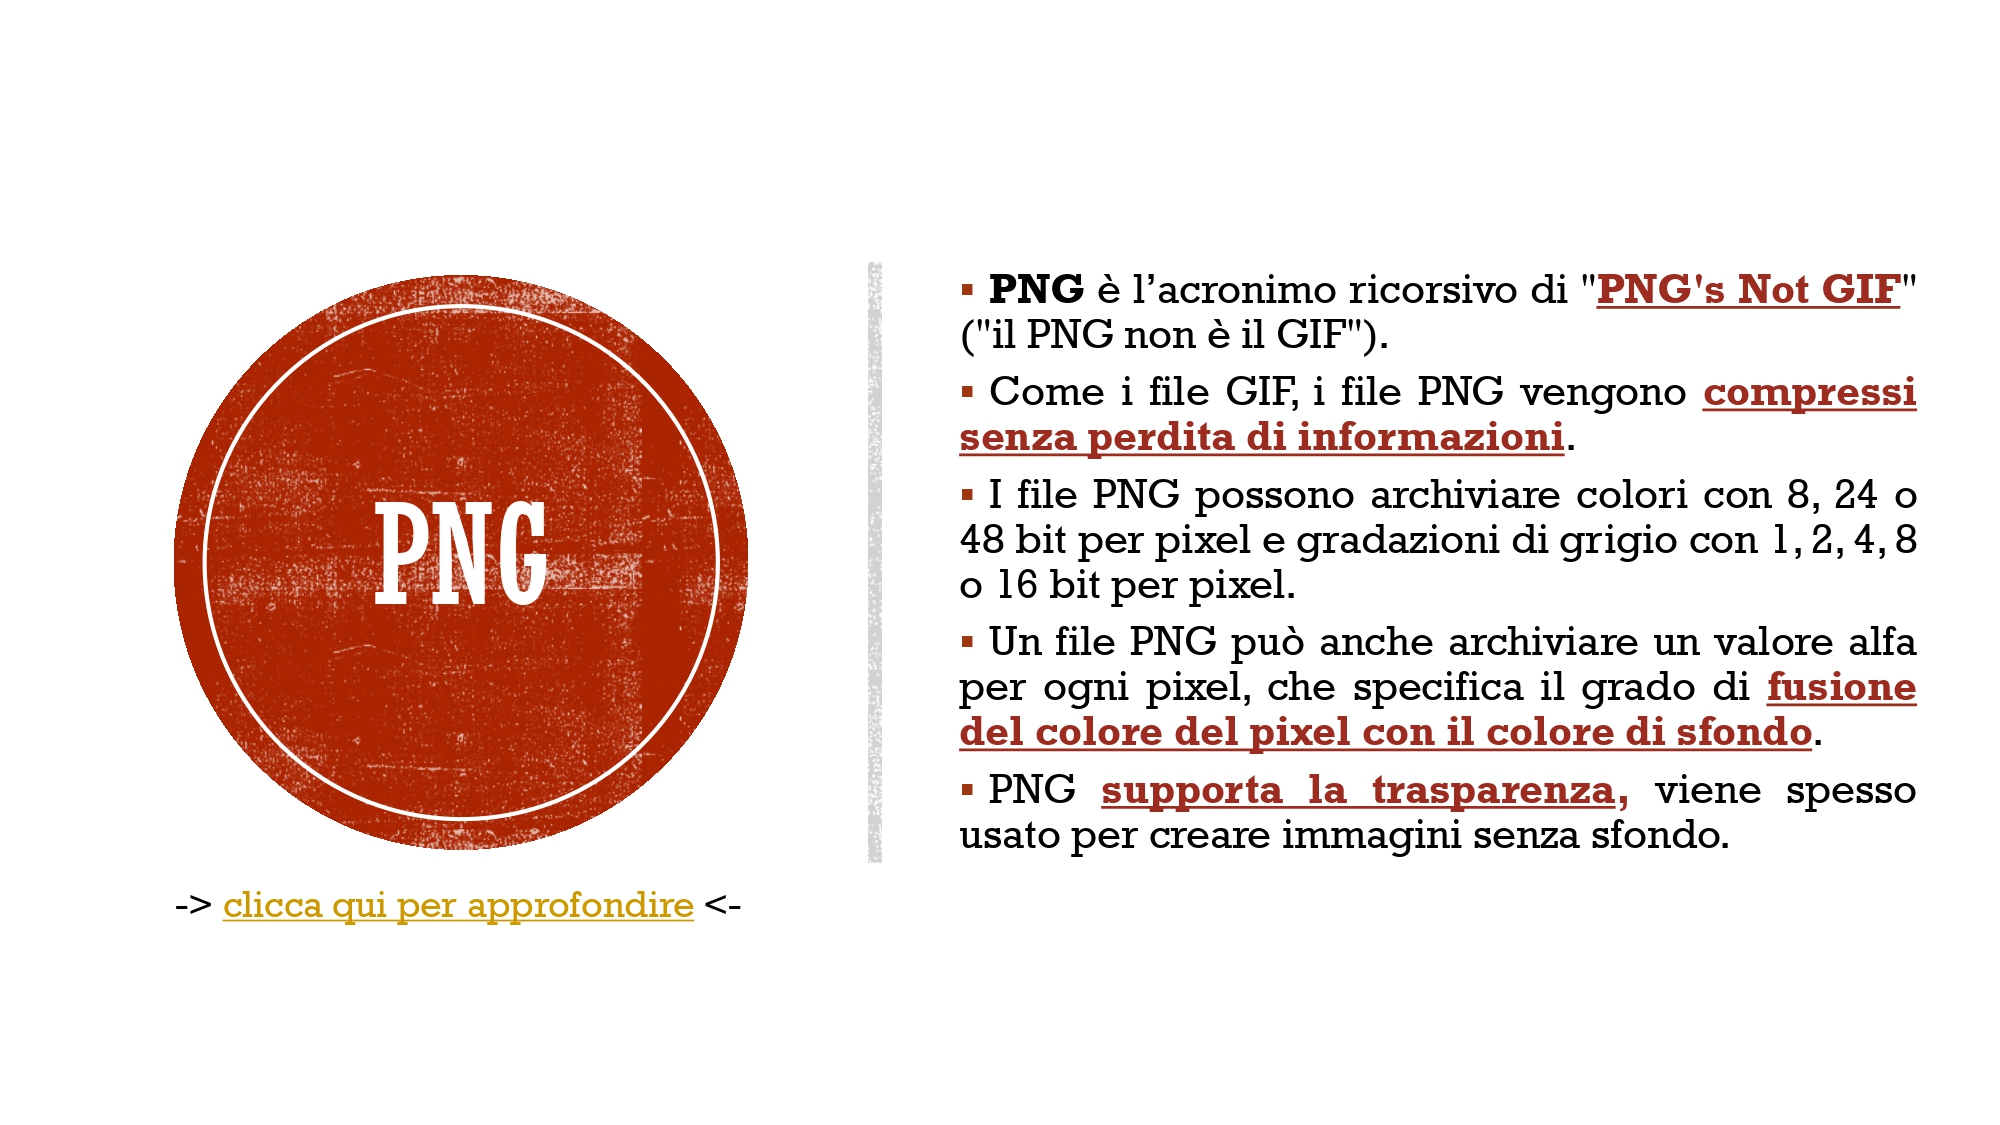 PNG
-> clicca qui per approfondire <-
▪ PNG è l’acronimo ricorsivo di "PNG's Not GIF"
("il PNG non è il GIF").
▪ Come i file GIF, i file PNG vengono compressi
senza perdita di informazioni.
▪ I file PNG possono archiviare colori con 8, 24 o
48 bit per pixel e gradazioni di grigio con 1, 2, 4, 8
o 16 bit per pixel.
▪ Un file PNG può anche archiviare un valore alfa
per ogni pixel, che specifica il grado di fusione
del colore del pixel con il colore di sfondo.
▪ PNG supporta la trasparenza, viene spesso
usato per creare immagini senza sfondo.